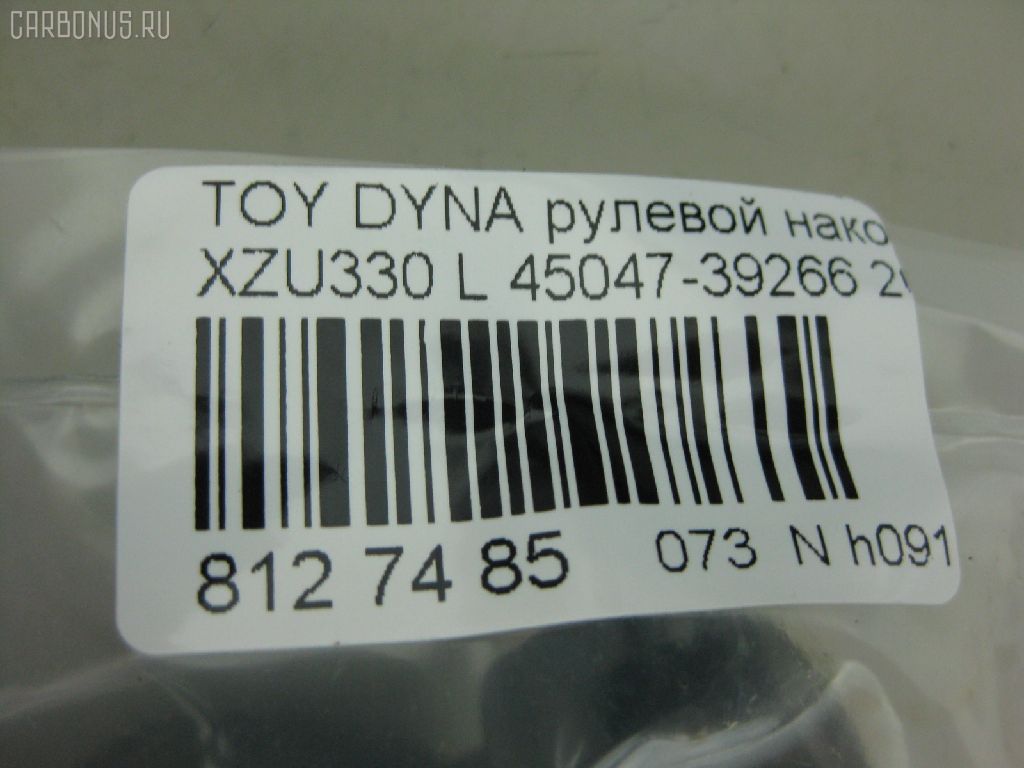 CARBONUS.RU
TOY DYNA рулевой нако
XZU330 L 45047-39266
812 74 85 073 N h091